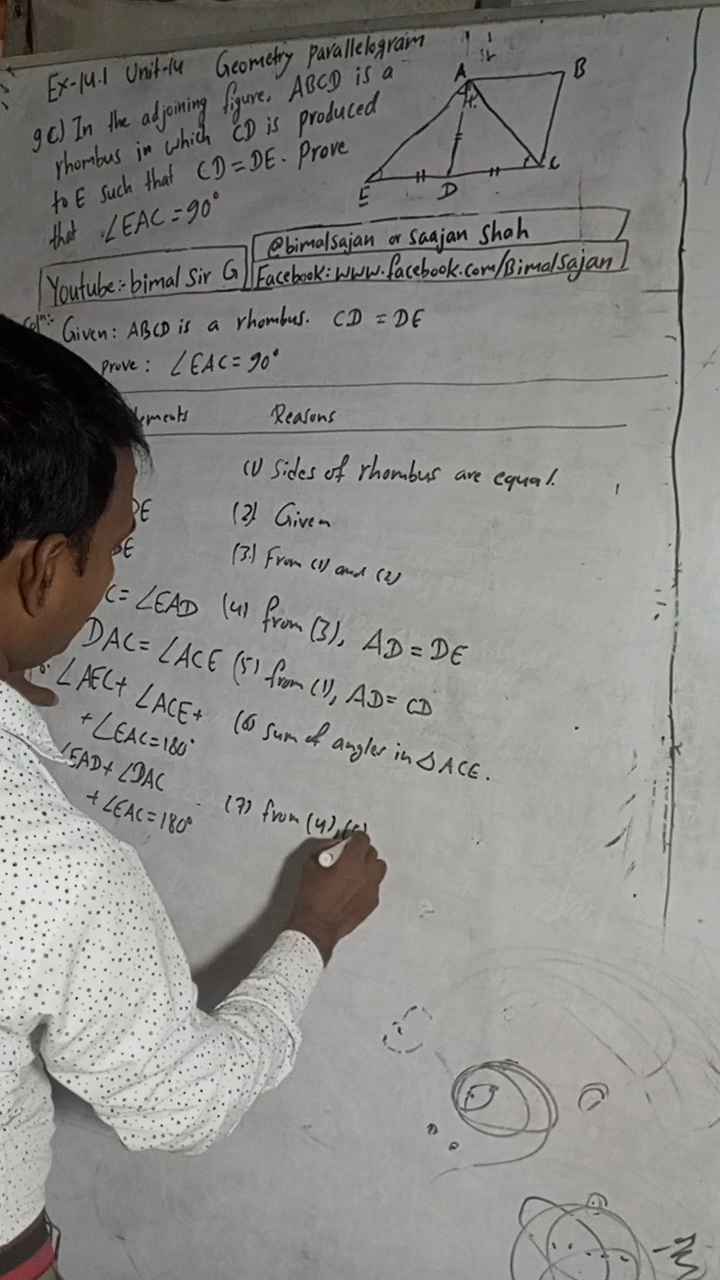 Ex-14.1 Unit-14 Geometry Parallelogram
9 c) In the adjoining figure, ABCD is a
rhombus in which CD is produced
to E such that CD = DE. Prove
that ∠EAC = 90°
A
B
E
D
C
Youtube:- bimal Sir G
@bimalsajan or Saajan Shah
Facebook: www.facebook.com/BimalSajan
Soln:- Given: ABCD is a rhombus. CD = DE
prove: ∠EAC = 90°
Reasons
(1) Sides of rhombus are equal.
DE (2) Given
DE (3) From (1) and (2)
C = ∠EAD (4) from (3), AD = DE
DAC = ∠ACE (5) from (1), AD = CD
∠AEC + ∠ACE + (6) sum of angles in △ACE.
+ ∠EAC = 180°
∠EAD + ∠DAC
+ ∠EAC = 180° (7) from (4),